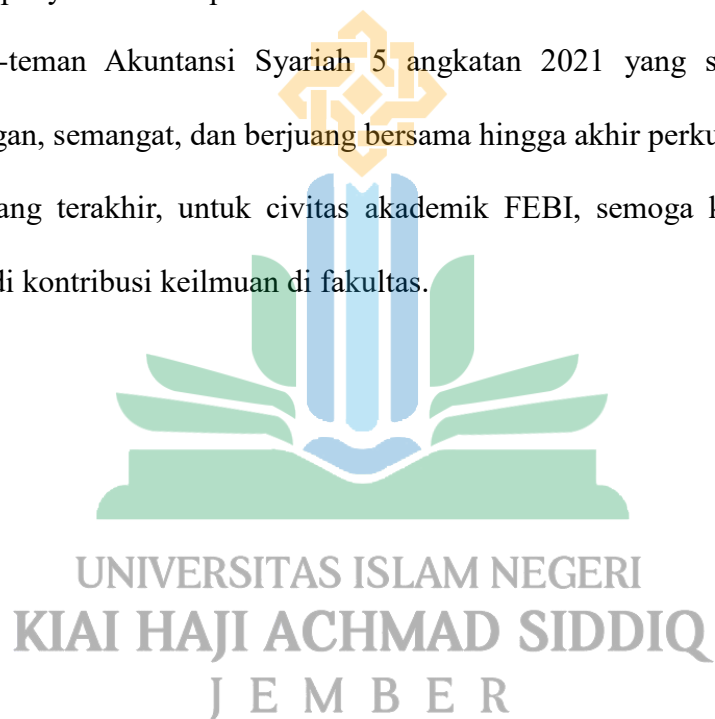 -teman Akuntansi Syariah 5 angkatan 2021 yang s
gan, semangat, dan berjuang bersama hingga akhir perku
ang terakhir, untuk civitas akademik FEBI, semoga k
di kontribusi keilmuan di fakultas.
UNIVERSITAS ISLAM NEGERI
KIAI HAJI ACHMAD SIDDIQ
JEMBER